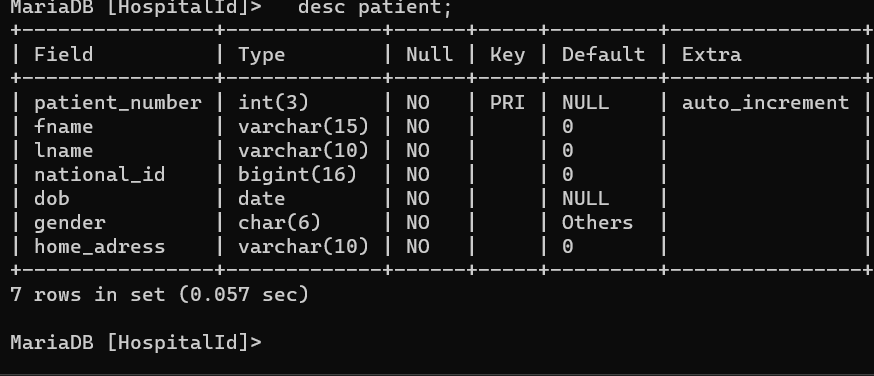 MariaDB [HospitalId]>   desc patient;
+----------------+-------------+------+-----+---------+----------------+
| Field          | Type        | Null | Key | Default | Extra          |
+----------------+-------------+------+-----+---------+----------------+
| patient_number | int(3)      | NO   | PRI | NULL    | auto_increment |
| fname          | varchar(15) | NO   |     | 0       |                |
| lname          | varchar(10) | NO   |     | 0       |                |
| national_id    | bigint(16)  | NO   |     | 0       |                |
| dob            | date        | NO   |     | NULL    |                |
| gender         | char(6)     | NO   |     | Others  |                |
| home_adress    | varchar(10) | NO   |     | 0       |                |
+----------------+-------------+------+-----+---------+----------------+
7 rows in set (0.057 sec)
MariaDB [HospitalId]>